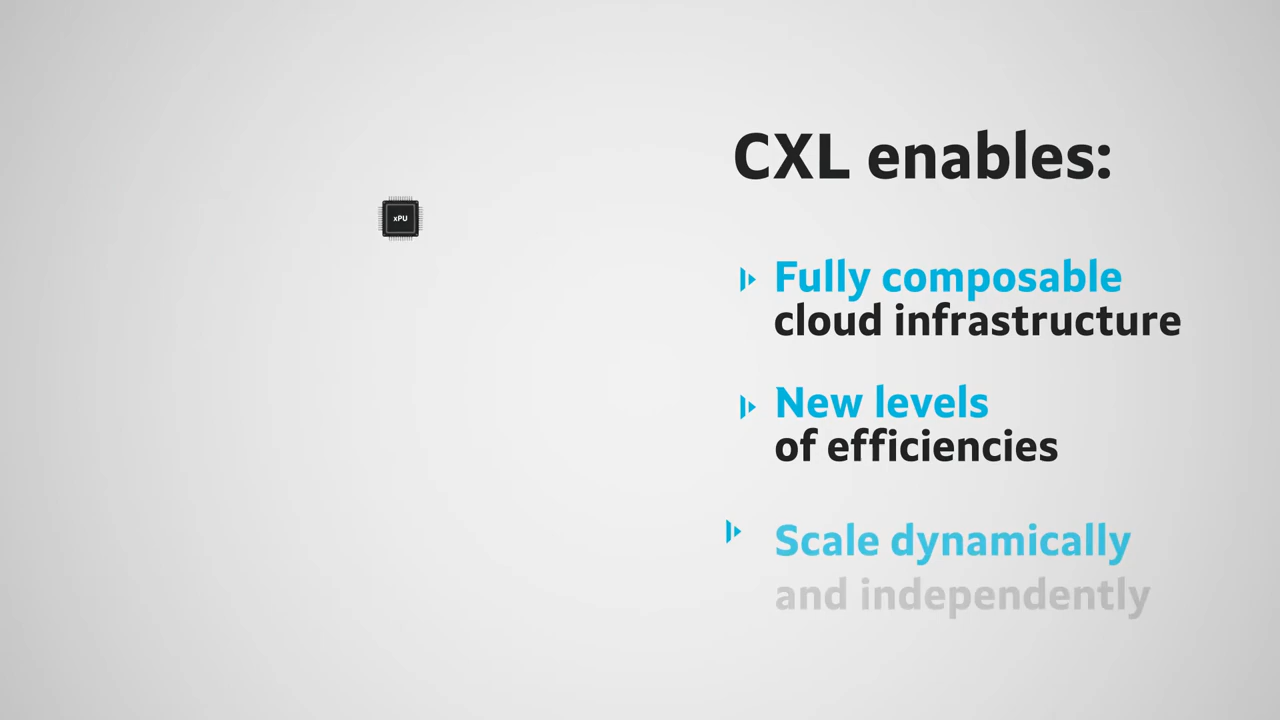 CXL enables:
xPU
Fully composable
cloud infrastructure
New levels
of efficiencies
Scale dynamically
and independently